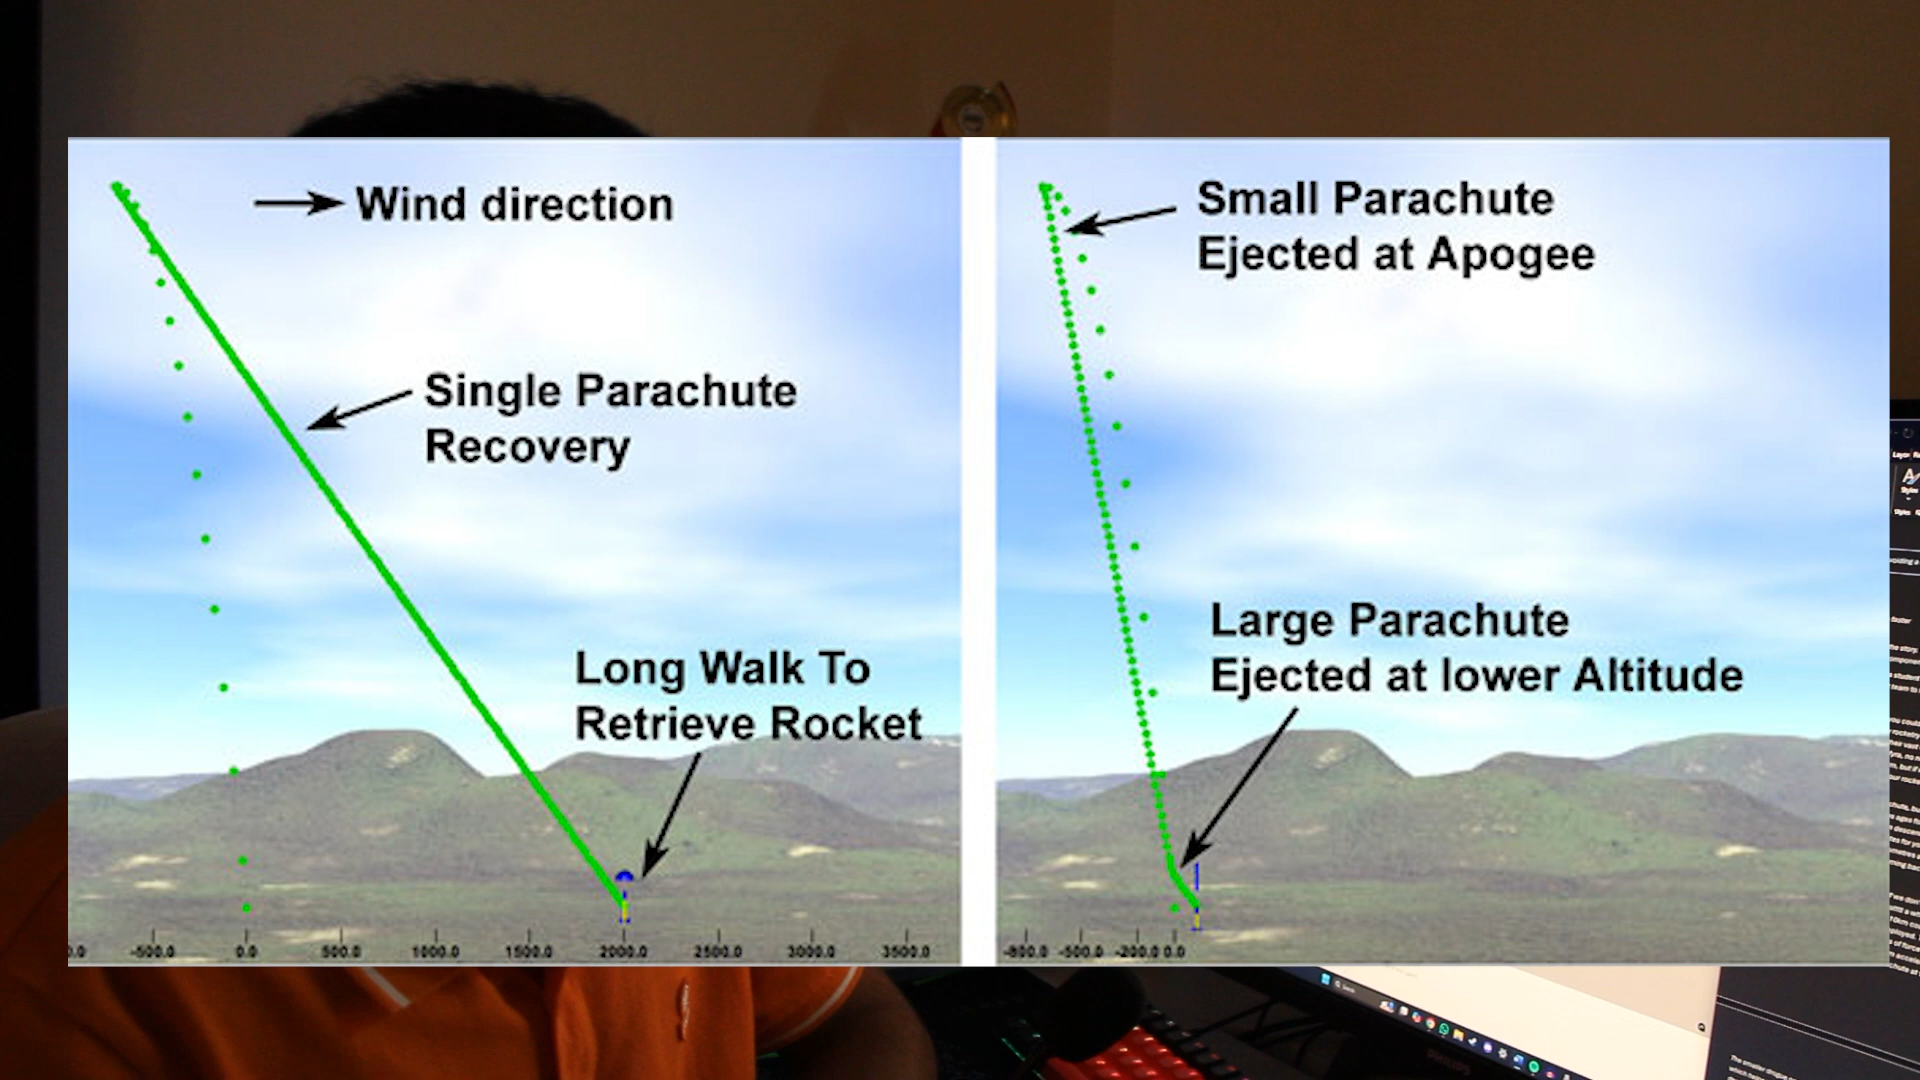 Wind direction
Single Parachute
Recovery
Long Walk To
Retrieve Rocket
-500.0 0.0 500.0 1000.0 1500.0 2000.0 2500.0 3000.0 3500.0
Small Parachute
Ejected at Apogee
Large Parachute
Ejected at lower Altitude
-800.0 -500.0 -200.0 0.0
Styles
Search